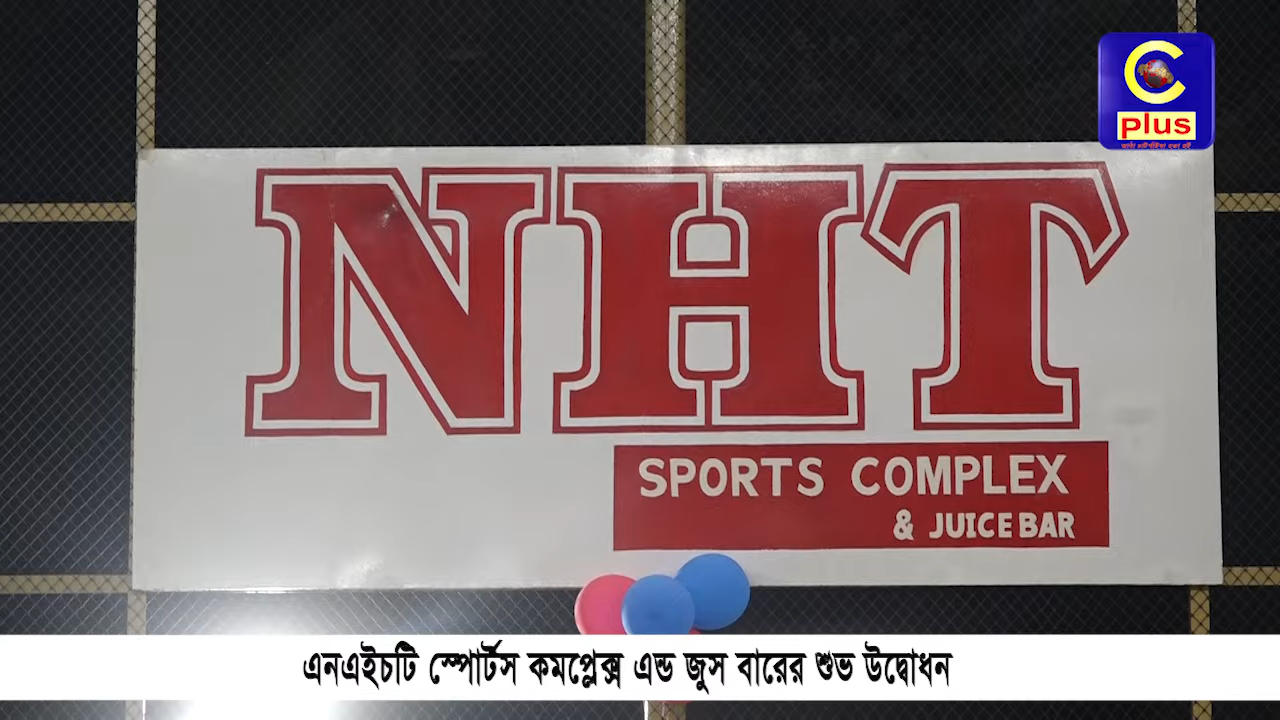 C
plus
NHT
SPORTS COMPLEX
& JUICE BAR
এনএইচটি স্পোর্টস কমপ্লেক্স এন্ড জুস বারের শুভ উদ্বোধন